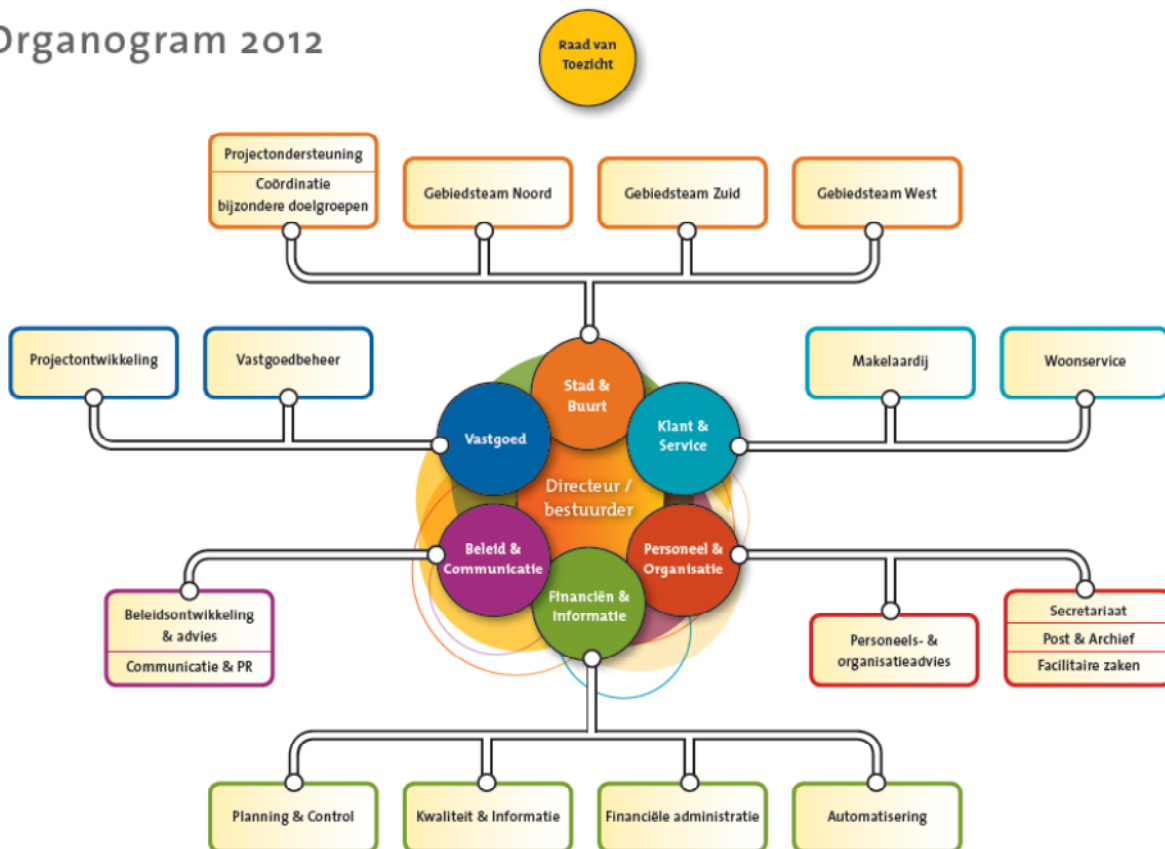 Organogram 2012
Raad van
Toezicht
Projectondersteuning
Coördinatie
bijzondere doelgroepen
Gebiedsteam Noord
Gebiedsteam Zuid
Gebiedsteam West
Projectontwikkeling
Vastgoedbeheer
Makelaardij
Woonservice
Stad &
Buurt
Vastgoed
Klant &
Service
Directeur /
bestuurder
Beleid &
Communicatie
Personeel &
Organisatie
Financiën &
Informatie
Beleidsontwikkeling
& advies
Communicatie & PR
Personeels- &
organisatieadvies
Secretariaat
Post & Archief
Facilitaire zaken
Planning & Control
Kwaliteit & Informatie
Financiële administratie
Automatisering